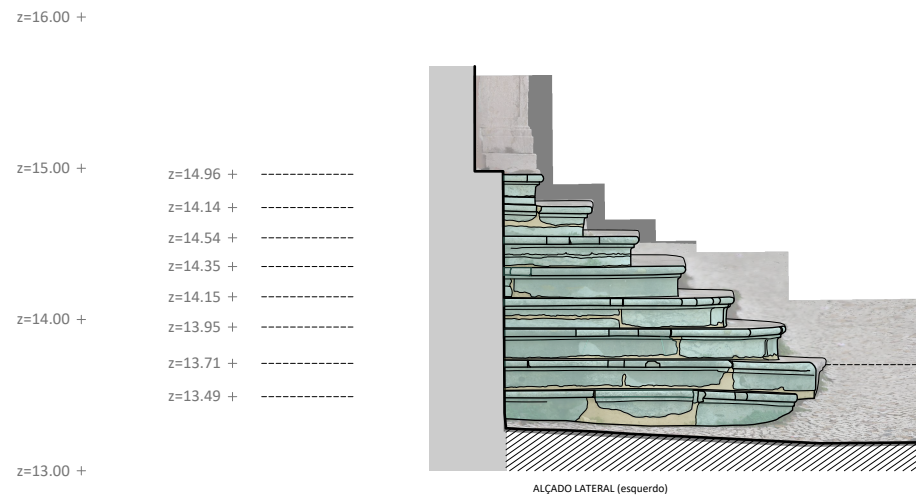 z=16.00 +
z=15.00 +
z=14.96 +
z=14.14 +
z=14.54 +
z=14.35 +
z=14.15 +
z=14.00 +
z=13.95 +
z=13.71 +
z=13.49 +
z=13.00 +
ALÇADO LATERAL (esquerdo)